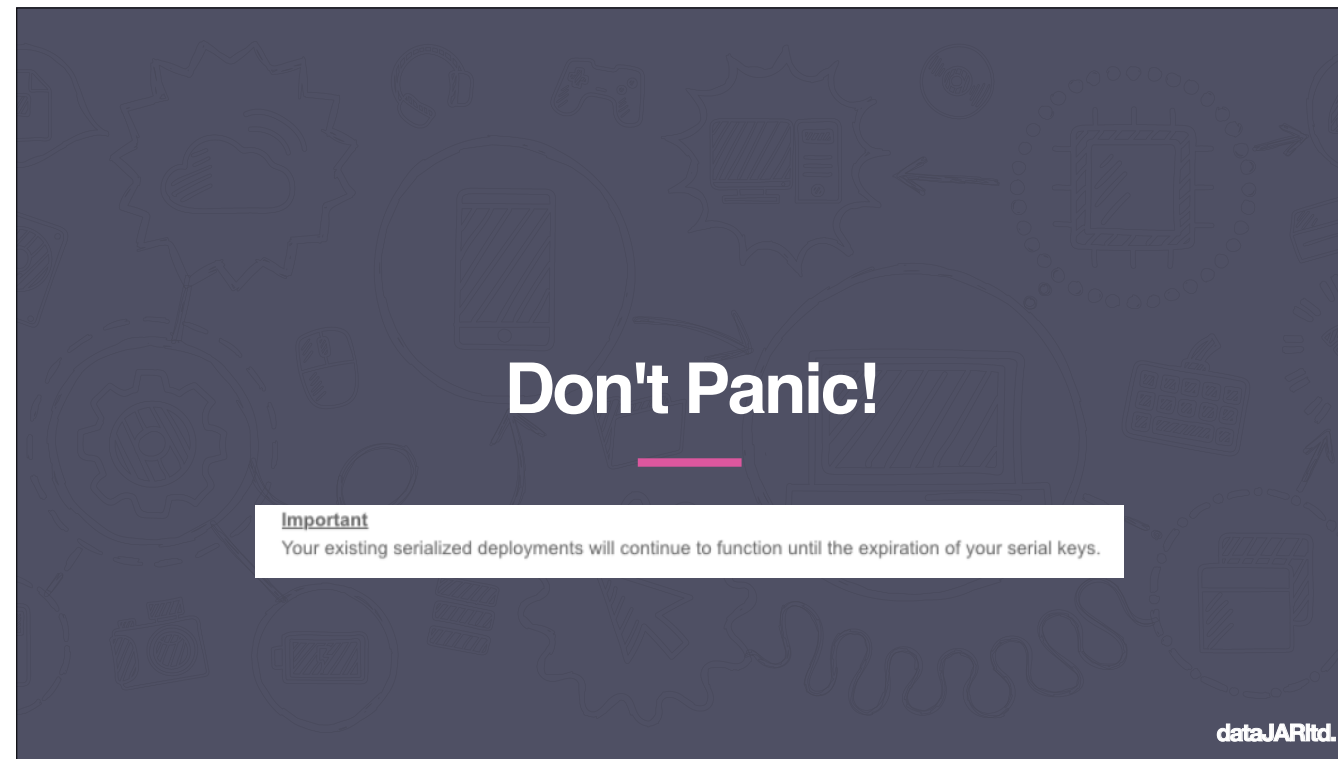 Don't Panic!
Important
Your existing serialized deployments will continue to function until the expiration of your serial keys.
dataJARltd.